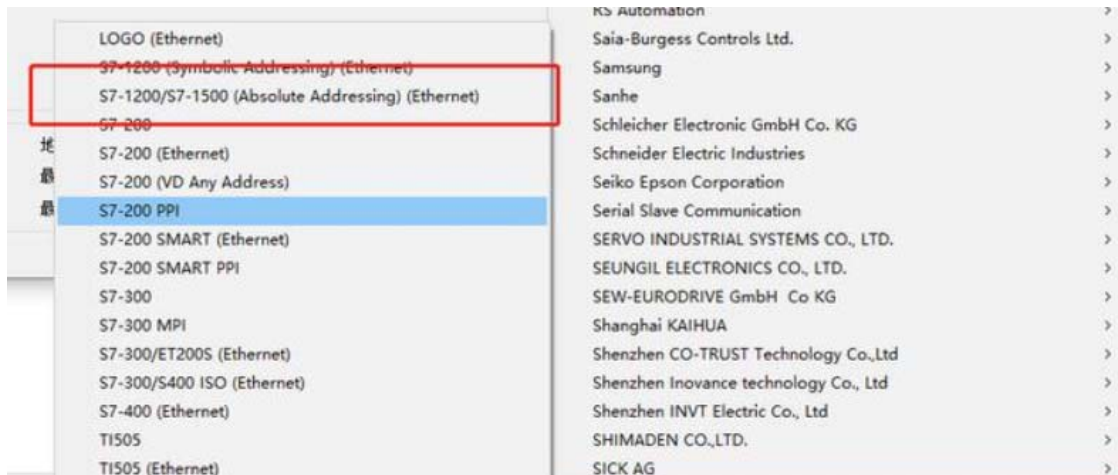 LOGO (Ethernet)
S7-1200 (Symbolic Addressing) (Ethernet)
S7-1200/S7-1500 (Absolute Addressing) (Ethernet)
S7-200
S7-200 (Ethernet)
S7-200 (VD Any Address)
S7-200 PPI
S7-200 SMART (Ethernet)
S7-200 SMART PPI
S7-300
S7-300 MPI
S7-300/ET200S (Ethernet)
S7-300/S400 ISO (Ethernet)
S7-400 (Ethernet)
TI505
TI505 (Ethernet)
地
最
最
RS Automation
Saia-Burgess Controls Ltd.
Samsung
Sanhe
Schleicher Electronic GmbH Co. KG
Schneider Electric Industries
Seiko Epson Corporation
Serial Slave Communication
SERVO INDUSTRIAL SYSTEMS CO., LTD.
SEUNGIL ELECTRONICS CO., LTD.
SEW-EURODRIVE GmbH Co KG
Shanghai KAIHUA
Shenzhen CO-TRUST Technology Co.,Ltd
Shenzhen Inovance technology Co., Ltd
Shenzhen INVT Electric Co., Ltd
SHIMADEN CO.,LTD.
SICK AG